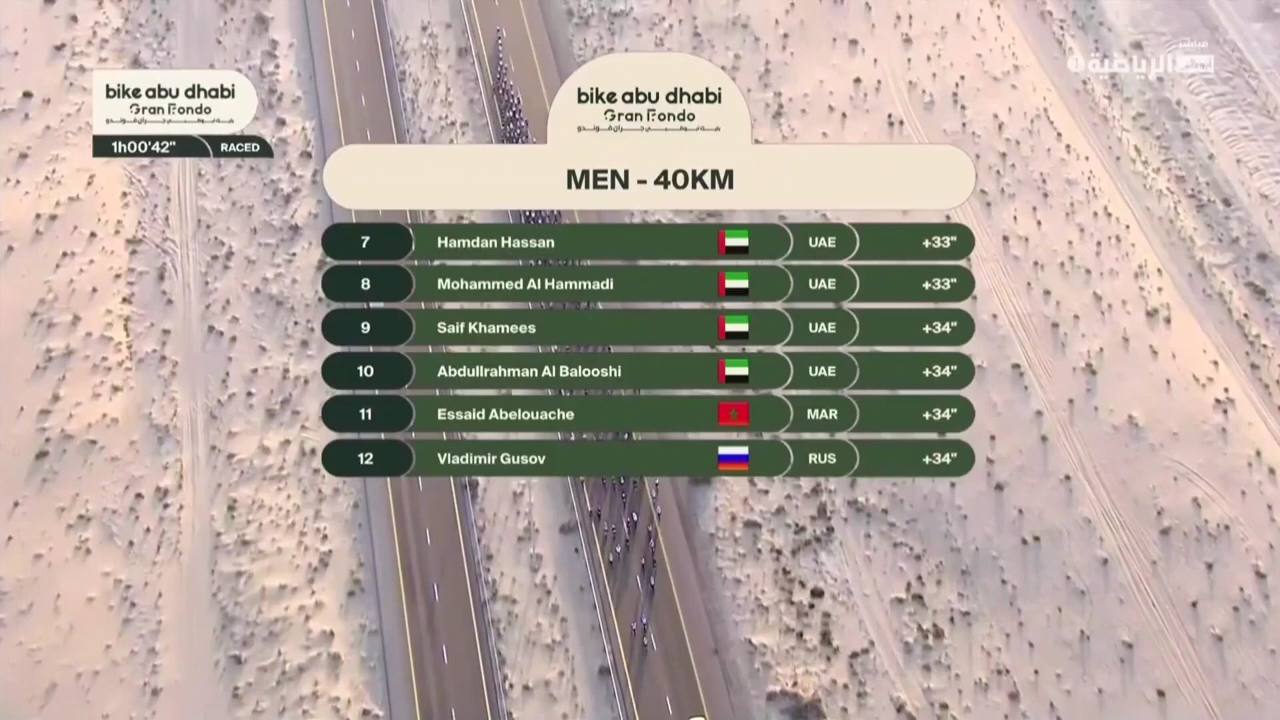 bike abu dhabi
Gran Fondo
1h00'42" RACED
مباشر
الرياضية
bike abu dhabi
Gran Fondo
MEN - 40KM
7 Hamdan Hassan UAE +33"
8 Mohammed Al Hammadi UAE +33"
9 Saif Khamees UAE +34"
10 Abdullrahman Al Balooshi UAE +34"
11 Essaid Abelouache MAR +34"
12 Vladimir Gusov RUS +34"